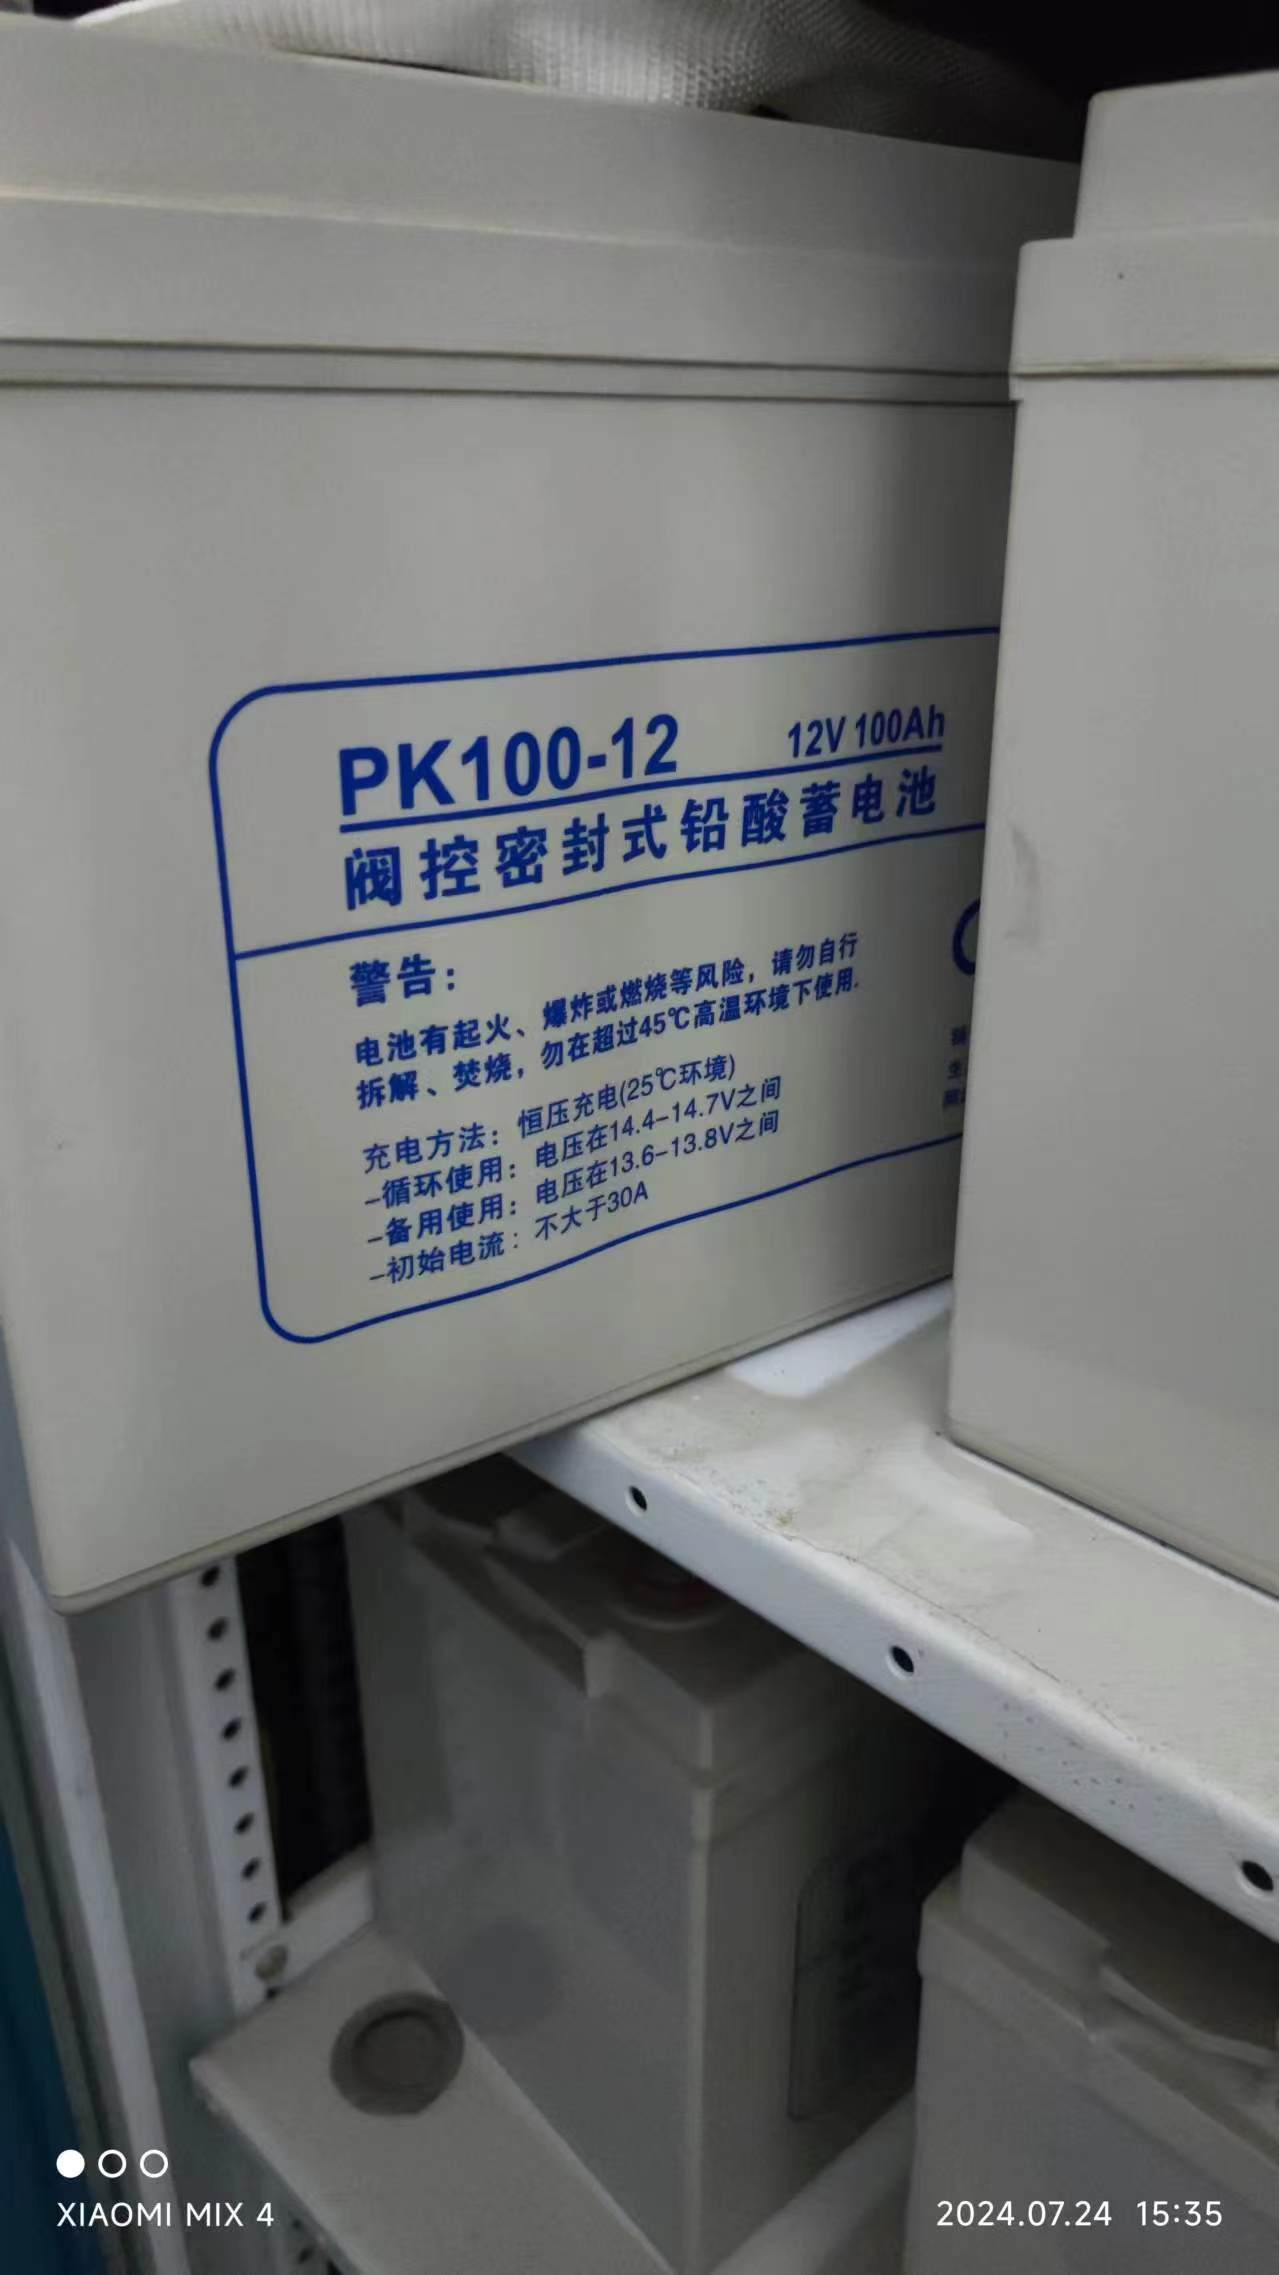 PK100-12 12V 100Ah
阀控密封式铅酸蓄电池
警告：
电池有起火、爆炸或燃烧等风险，请勿自行
拆解、焚烧，勿在超过45℃高温环境下使用.
充电方法：恒压充电(25℃环境)
-循环使用：电压在14.4-14.7V之间
-备用使用：电压在13.6-13.8V之间
-初始电流：不大于30A
XIAOMI MIX 4
2024.07.24 15:35